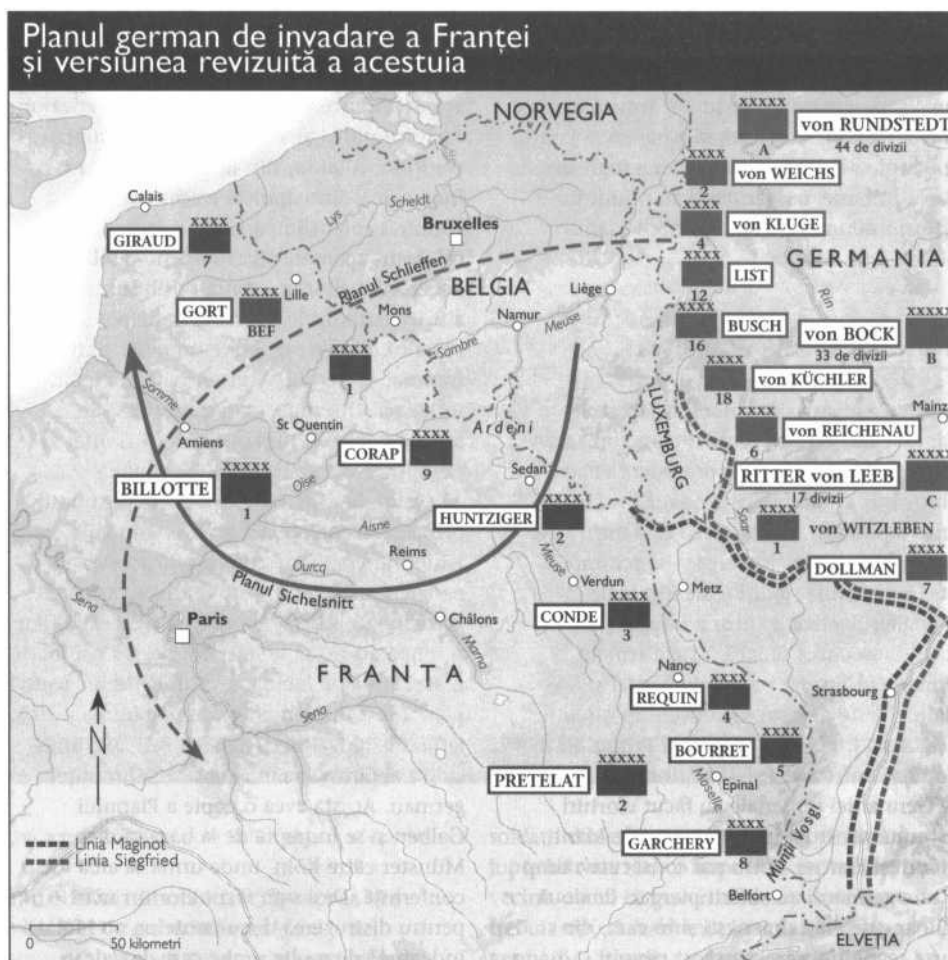 Planul german de invadare a Franței
și versiunea revizuită a acestuia
NORVEGIA
XXXXX
von RUNDSTEDT
A
44 de divizii
XXXX
von WEICHS
2
Calais
Lys
Scheldt
Bruxelles
XXXX
GIRAUD
7
XXXX
von KLUGE
4
GERMANIA
Planul Schlieffen
BELGIA
Lille
XXXX
LIST
12
Liège
Rin
XXXX
GORT
BEF
Mons
Namur
Meuse
Sambre
XXXX
BUSCH
16
XXXXX
von BOCK
33 de divizii
B
XXXX
1
XXXX
von KÜCHLER
18
LUXEMBURG
Somme
Amiens
St Quentin
Ardeni
Mainz
XXXX
von REICHENAU
6
XXXX
CORAP
9
Sedan
XXXXX
BILLOTTE
1
Oise
XXXXX
RITTER von LEEB
17 divizii
C
XXXX
HUNTZIGER
2
Aisne
Saar
XXXX
von WITZLEBEN
1
Reims
Ourcq
Planul Sichelsnitt
Meuse
Verdun
Metz
XXXX
DOLLMAN
7
Sena
Paris
Châlons
Marna
XXXX
CONDE
3
FRANȚA
Nancy
XXXX
REQUIN
4
Strasbourg
Sena
N
XXXX
BOURRET
5
XXXXX
PRETELAT
2
Moselle
Epinal
Munții Vosgi
XXXX
GARCHERY
8
Linia Maginot
Linia Siegfried
Belfort
0 50 kilometri
ELVEȚIA